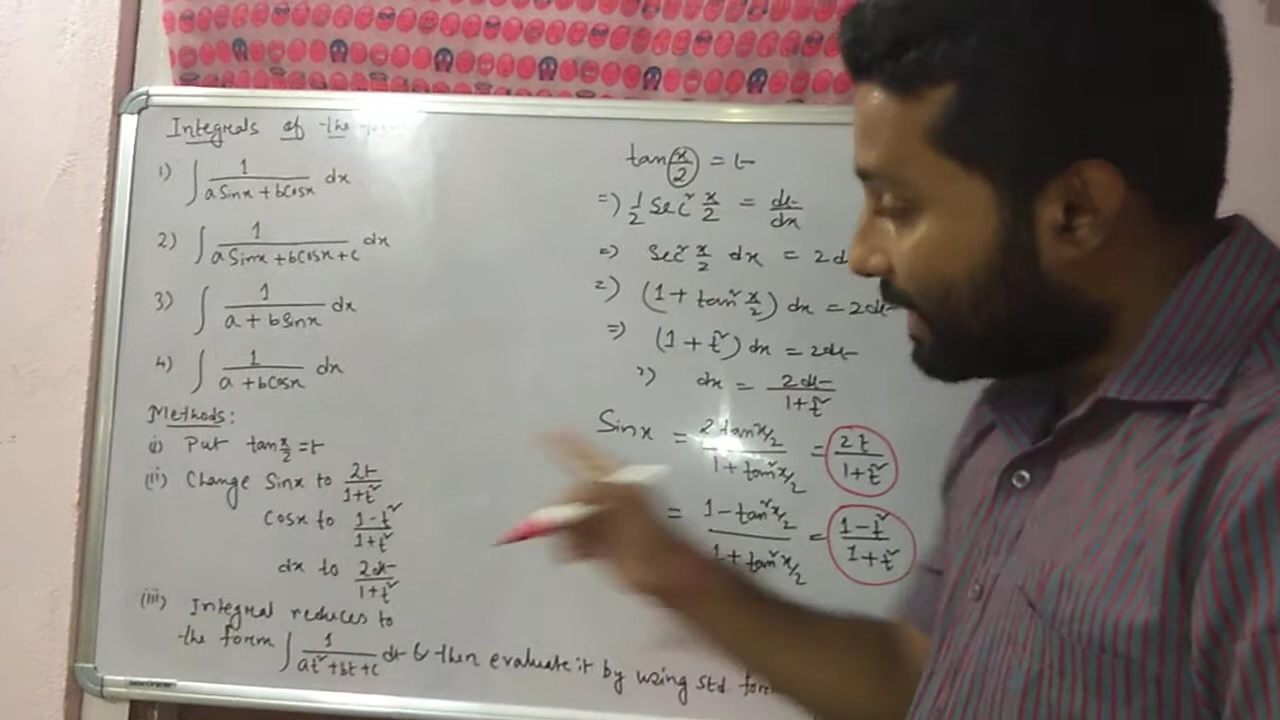 Integrals of the form
1) ∫ 1/(a Sinx + b Cosx) dx
2) ∫ 1/(a Sinx + b Cosx + c) dx
3) ∫ 1/(a + b Sinx) dx
4) ∫ 1/(a + b Cosx) dx
Methods:
(i) Put tan x/2 = t
(ii) Change Sinx to 2t/(1+t²)
Cosx to (1-t²)/(1+t²)
dx to 2dt/(1+t²)
(iii) Integral reduces to
the form ∫ 1/(at²+bt+c) dt & then evaluate it by using Std form
tan(x/2) = t
=> 1/2 sec² x/2 = dt/dx
=> sec² x/2 dx = 2d
=> (1 + tan² x/2) dx = 2dt
=> (1 + t²) dx = 2dt
=> dx = 2dt/(1+t²)
Sinx = (2 tan x/2)/(1 + tan² x/2) = 2t/(1+t²)
= (1 - tan² x/2)/(1 + tan² x/2) = (1-t²)/(1+t²)